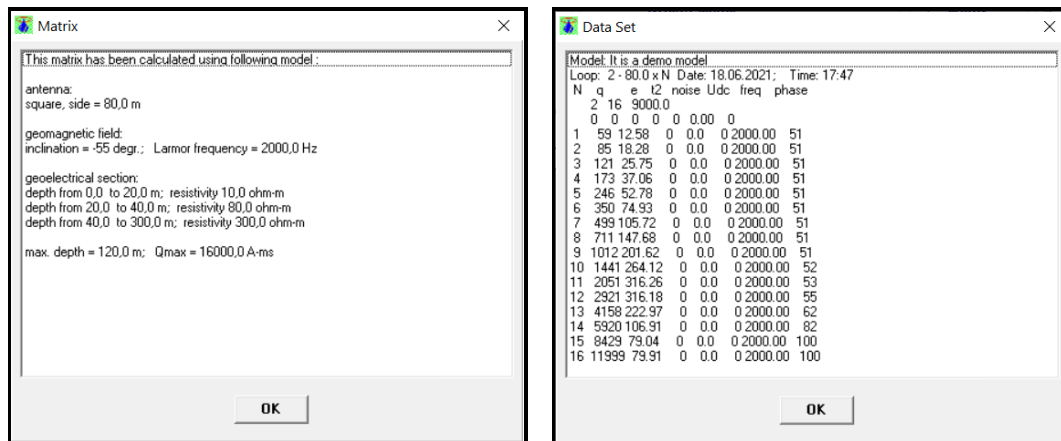 Matrix
This matrix has been calculated using following model :
antenna:
square, side = 80,0 m
geomagnetic field:
inclination = -55 degr.; Larmor frequency = 2000,0 Hz
geoelectrical section:
depth from 0,0 to 20,0 m; resistivity 10,0 ohm-m
depth from 20,0 to 40,0 m; resistivity 80,0 ohm-m
depth from 40,0 to 300,0 m; resistivity 300,0 ohm-m
max. depth = 120,0 m; Qmax = 16000,0 A-ms
OK
Data Set
Model: It is a demo model
Loop: 2 - 80.0 x N Date: 18.06.2021; Time: 17:47
N q e t2 noise Udc freq phase
2 16 9000.0
0 0 0 0 0 0.00 0
1 59 12.58 0 0.0 0 2000.00 51
2 85 18.28 0 0.0 0 2000.00 51
3 121 25.75 0 0.0 0 2000.00 51
4 173 37.06 0 0.0 0 2000.00 51
5 246 52.78 0 0.0 0 2000.00 51
6 350 74.93 0 0.0 0 2000.00 51
7 499 105.72 0 0.0 0 2000.00 51
8 711 147.68 0 0.0 0 2000.00 51
9 1012 201.62 0 0.0 0 2000.00 51
10 1441 264.12 0 0.0 0 2000.00 52
11 2051 316.26 0 0.0 0 2000.00 53
12 2921 316.18 0 0.0 0 2000.00 55
13 4158 222.97 0 0.0 0 2000.00 62
14 5920 106.91 0 0.0 0 2000.00 82
15 8429 79.04 0 0.0 0 2000.00 100
16 11999 79.91 0 0.0 0 2000.00 100
OK